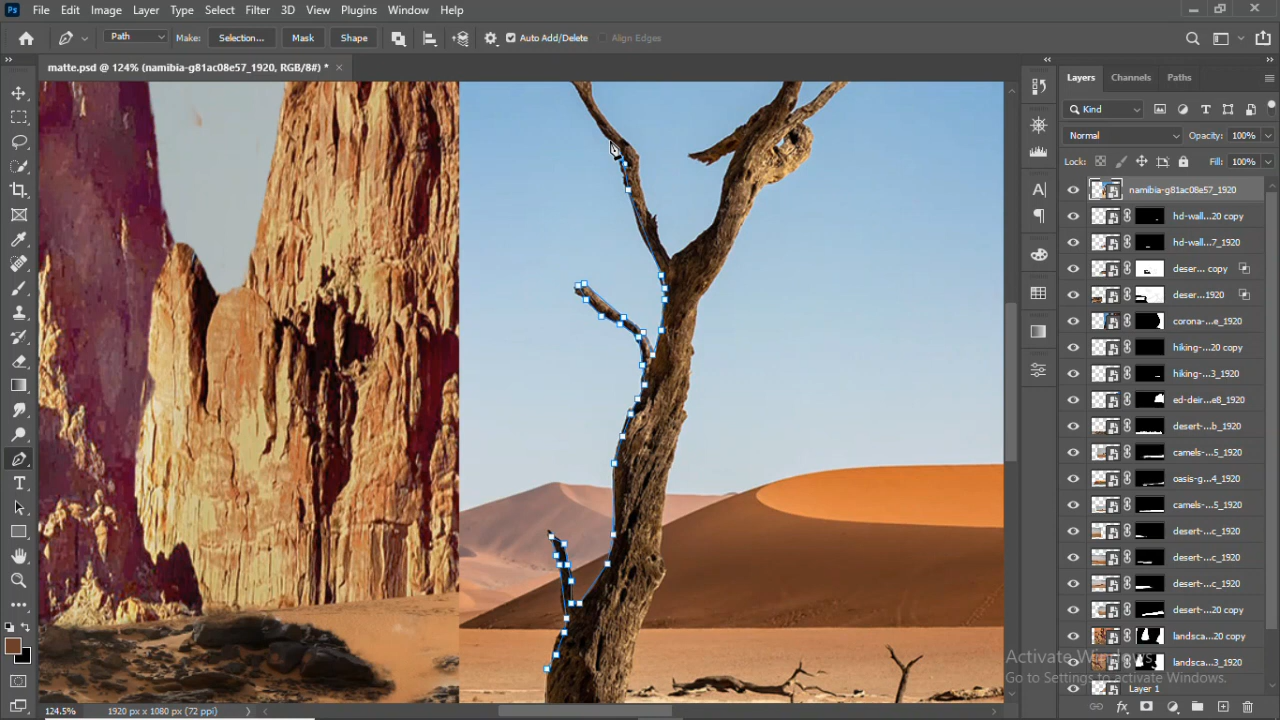 Ps File Edit Image Layer Type Select Filter 3D View Plugins Window Help
Path Make: Selection... Mask Shape Auto Add/Delete Align Edges
matte.psd @ 124% (namibia-g81ac08e57_1920, RGB/8#) * ×
Layers Channels Paths
Kind
Normal Opacity: 100%
Lock: Fill: 100%
namibia-g81ac08e57_1920
hd-wall...20 copy
hd-wall...7_1920
deser... copy
deser...1920
corona-...e_1920
hiking-...20 copy
hiking-...3_1920
ed-deir...e8_1920
desert-...b_1920
camels-...5_1920
oasis-g...4_1920
camels-...5_1920
desert-...c_1920
desert-...c_1920
desert-...c_1920
desert-...20 copy
landsca...20 copy
landsca...3_1920
Layer 1
Activate Windows
Go to Settings to activate Windows.
124.5% 1920 px x 1080 px (72 ppi)